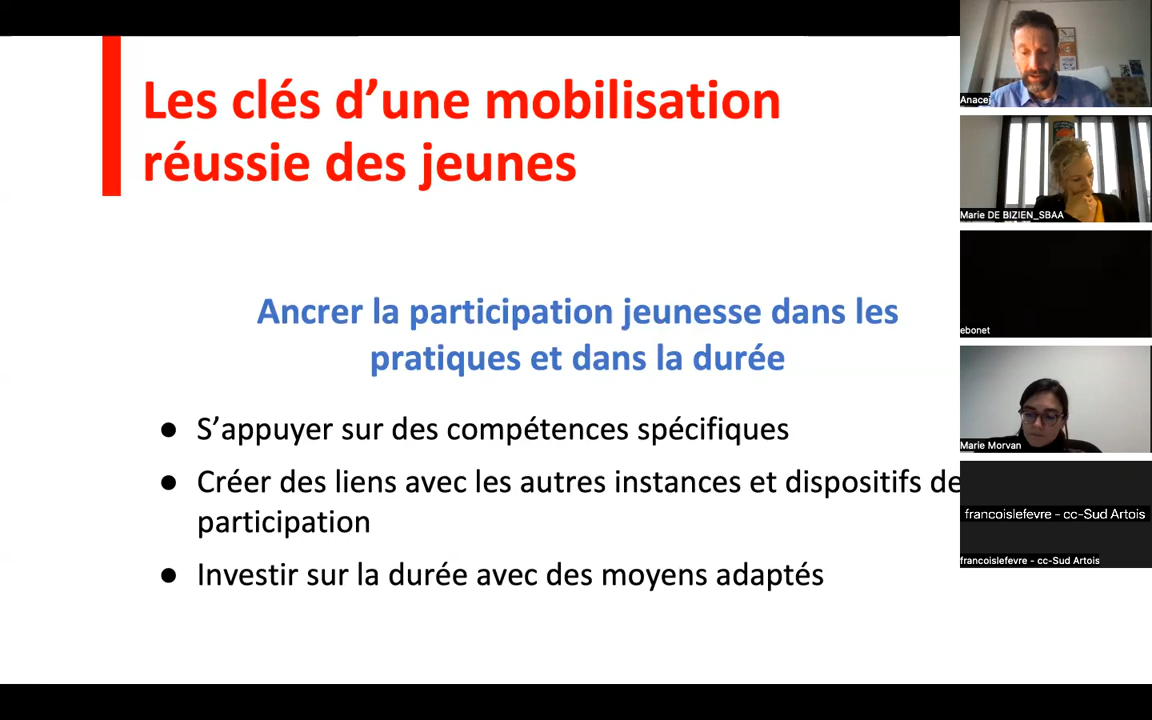 Les clés d’une mobilisation
réussie des jeunes
Ancrer la participation jeunesse dans les
pratiques et dans la durée
● S’appuyer sur des compétences spécifiques
● Créer des liens avec les autres instances et dispositifs de
participation
● Investir sur la durée avec des moyens adaptés
Anacej
Marie DE BIZIEN_SBAA
ebonet
Marie Morvan
francoislefevre - cc-Sud Artois
francoislefevre - cc-Sud Artois